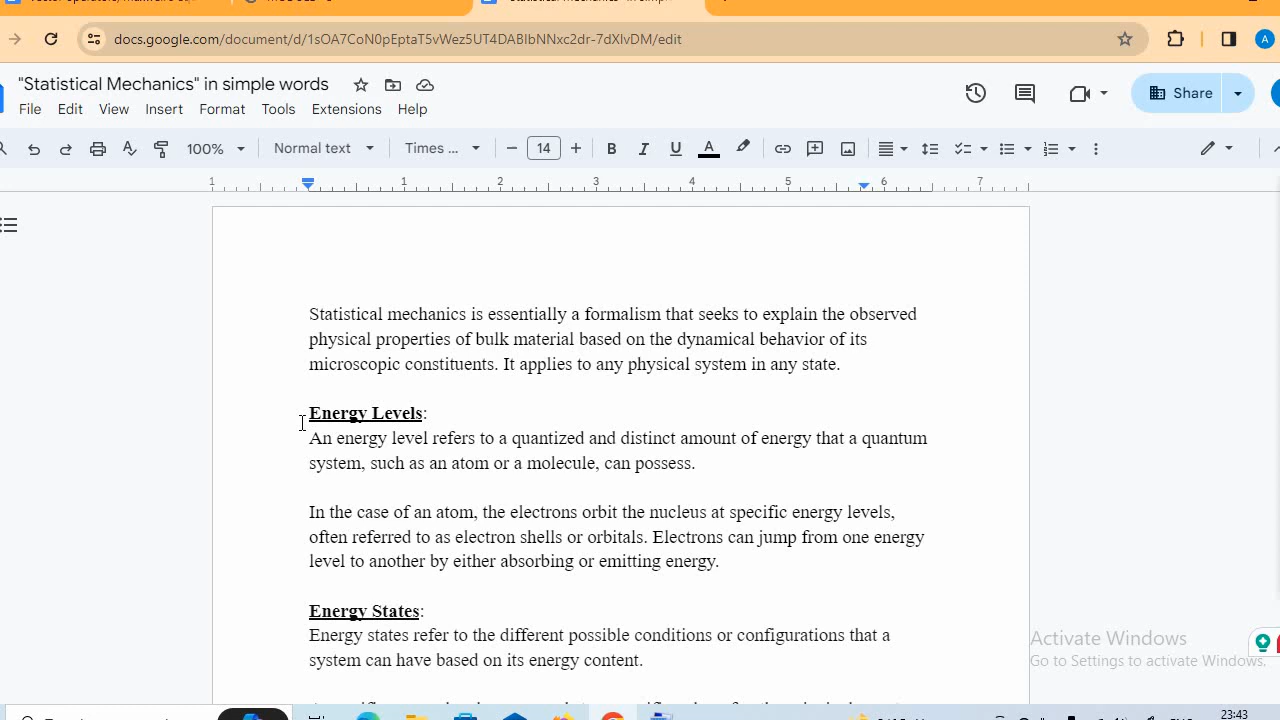 docs.google.com/document/d/1sOA7CoN0pEptaT5vWez5UT4DABIbNNxc2dr-7dXIvDM/edit
A
"Statistical Mechanics" in simple words
File Edit View Insert Format Tools Extensions Help
Share
100% Normal text Times ... 14 B I U A
1 1 2 3 4 5 6 7
Statistical mechanics is essentially a formalism that seeks to explain the observed
physical properties of bulk material based on the dynamical behavior of its
microscopic constituents. It applies to any physical system in any state.
Energy Levels:
An energy level refers to a quantized and distinct amount of energy that a quantum
system, such as an atom or a molecule, can possess.
In the case of an atom, the electrons orbit the nucleus at specific energy levels,
often referred to as electron shells or orbitals. Electrons can jump from one energy
level to another by either absorbing or emitting energy.
Energy States:
Energy states refer to the different possible conditions or configurations that a
system can have based on its energy content.
Activate Windows
Go to Settings to activate Windows.
23:43